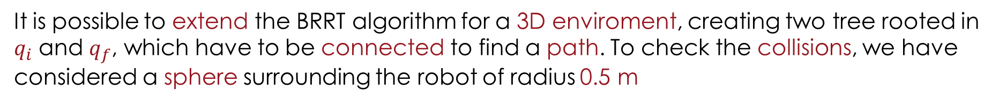 It is possible to extend the BRRT algorithm for a 3D enviroment, creating two tree rooted in
q_i and q_f, which have to be connected to find a path. To check the collisions, we have
considered a sphere surrounding the robot of radius 0.5 m